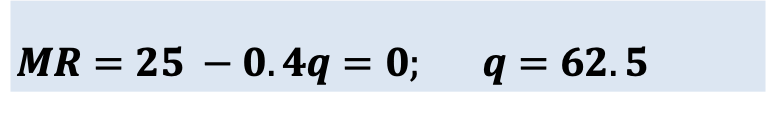 MR = 25 − 0.4q = 0; q = 62.5